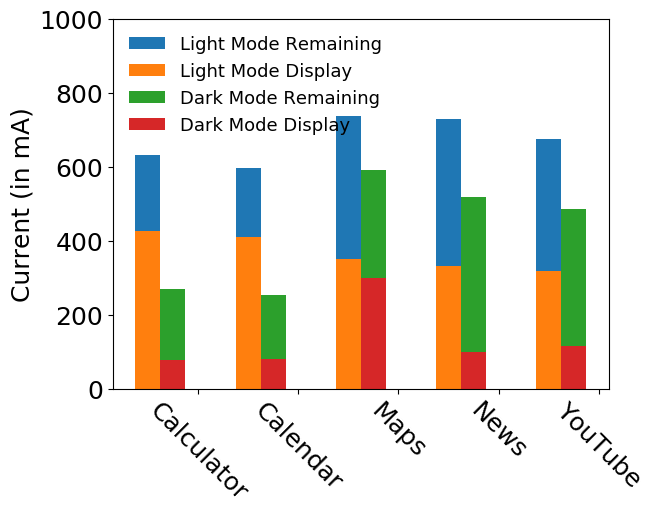 Light Mode Remaining
Light Mode Display
Dark Mode Remaining
Dark Mode Display
Current (in mA)
1000
800
600
400
200
0
Calculator
Calendar
Maps
News
YouTube